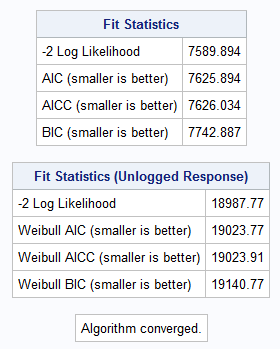 Fit Statistics
-2 Log Likelihood 7589.894
AIC (smaller is better) 7625.894
AICC (smaller is better) 7626.034
BIC (smaller is better) 7742.887
Fit Statistics (Unlogged Response)
-2 Log Likelihood 18987.77
Weibull AIC (smaller is better) 19023.77
Weibull AICC (smaller is better) 19023.91
Weibull BIC (smaller is better) 19140.77
Algorithm converged.